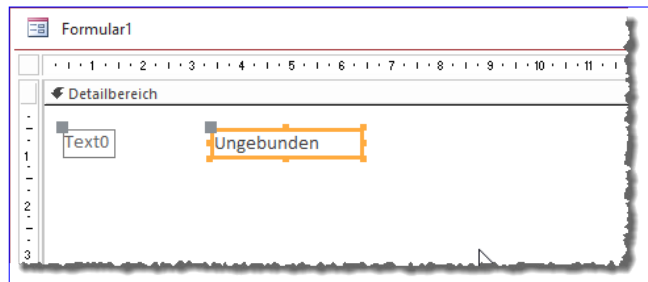 Formular1
1 2 3 4 5 6 7 8 9 10 11
Detailbereich
Text0 Ungebunden
1
2
3